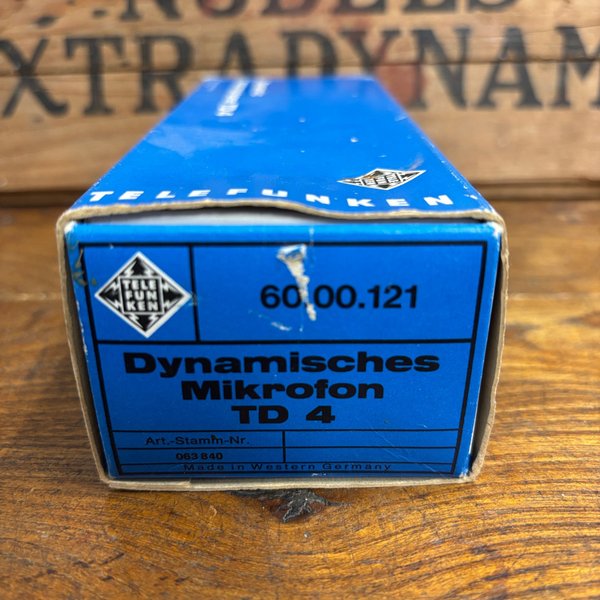 NUDELS
XTRADYNAM
TELEFUNKEN
TELE
FUN
KEN
60.00.121
Dynamisches
Mikrofon
TD 4
Art.-Stamm-Nr.
063 840
Made in Western Germany